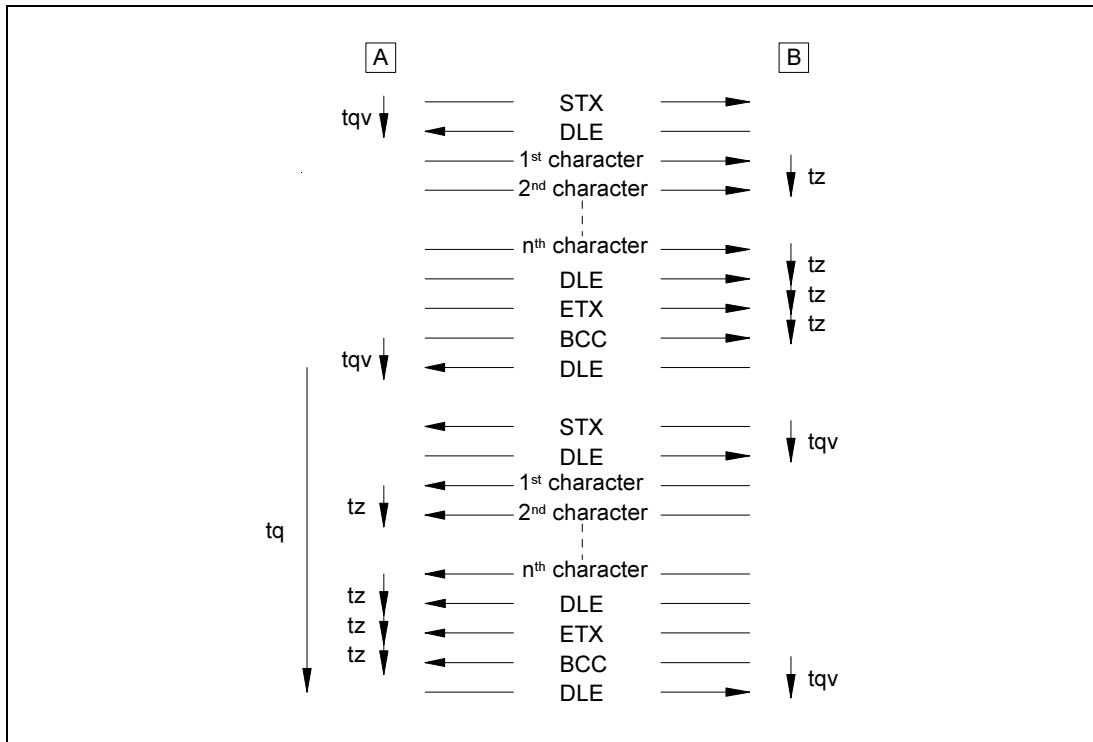 A B
STX
tqv
DLE
1st character
tz
2nd character
nth character
tz
DLE
tz
ETX
tz
BCC
tqv
DLE
STX
tqv
DLE
1st character
tz
2nd character
tq
nth character
tz
DLE
tz
ETX
tz
BCC
tqv
DLE